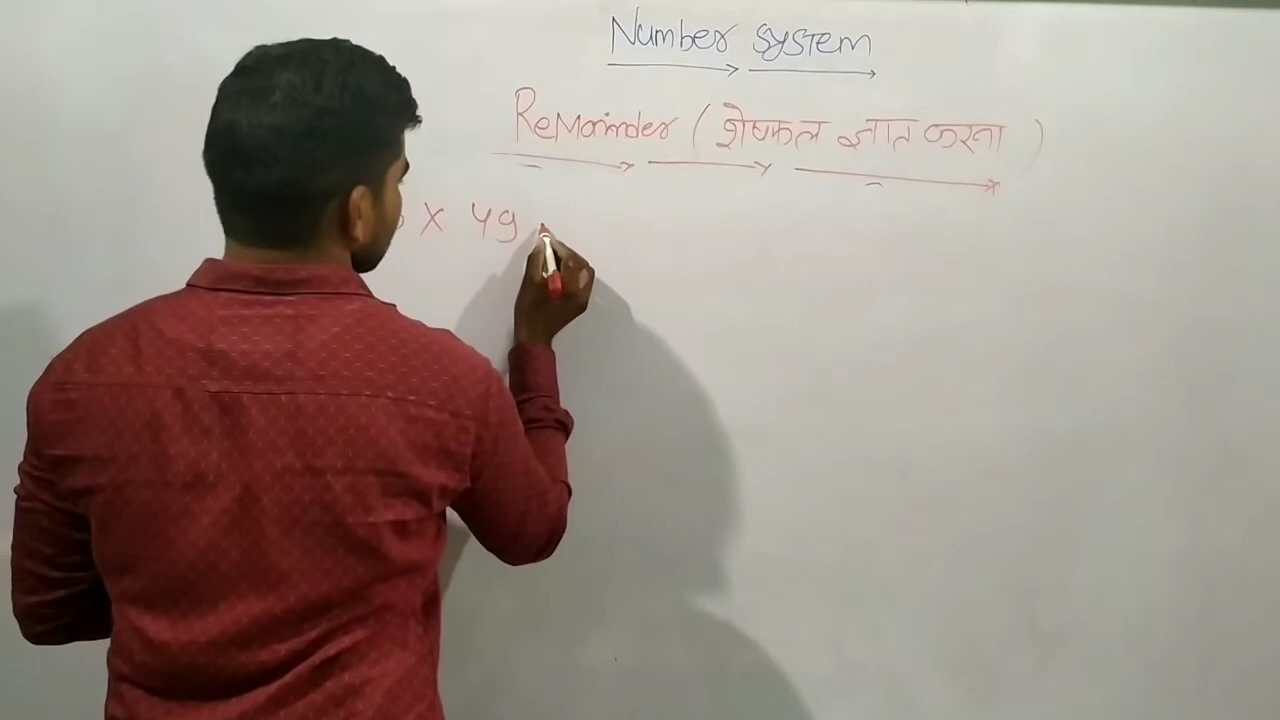 Number system
Remainder ( शेषफल ज्ञात करना )
x 49